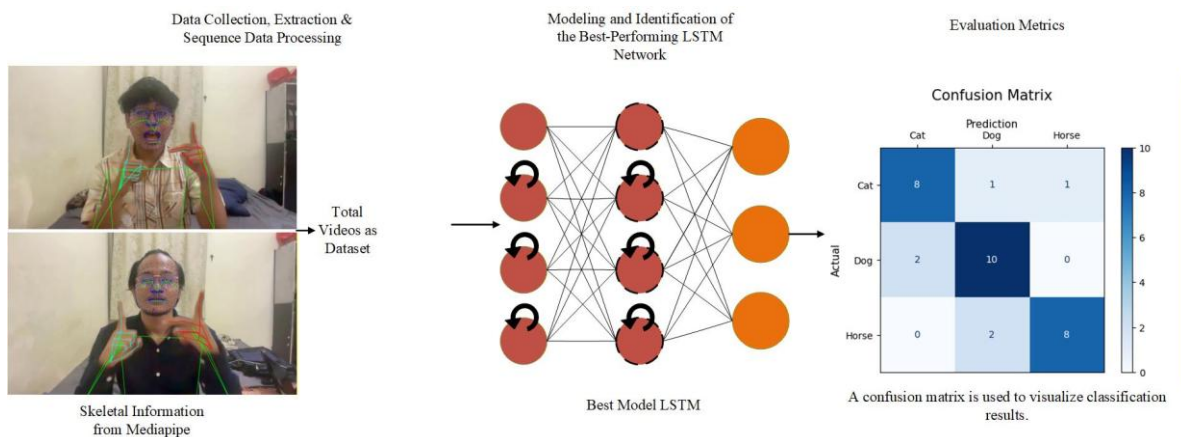 Data Collection, Extraction &
Sequence Data Processing
Total
Videos as
Dataset
Skeletal Information
from Mediapipe
Modeling and Identification of
the Best-Performing LSTM
Network
Best Model LSTM
Evaluation Metrics
Confusion Matrix
Prediction
Cat Dog Horse
Actual
Cat 8 1 1
Dog 2 10 0
Horse 0 2 8
10
8
6
4
2
0
A confusion matrix is used to visualize classification
results.